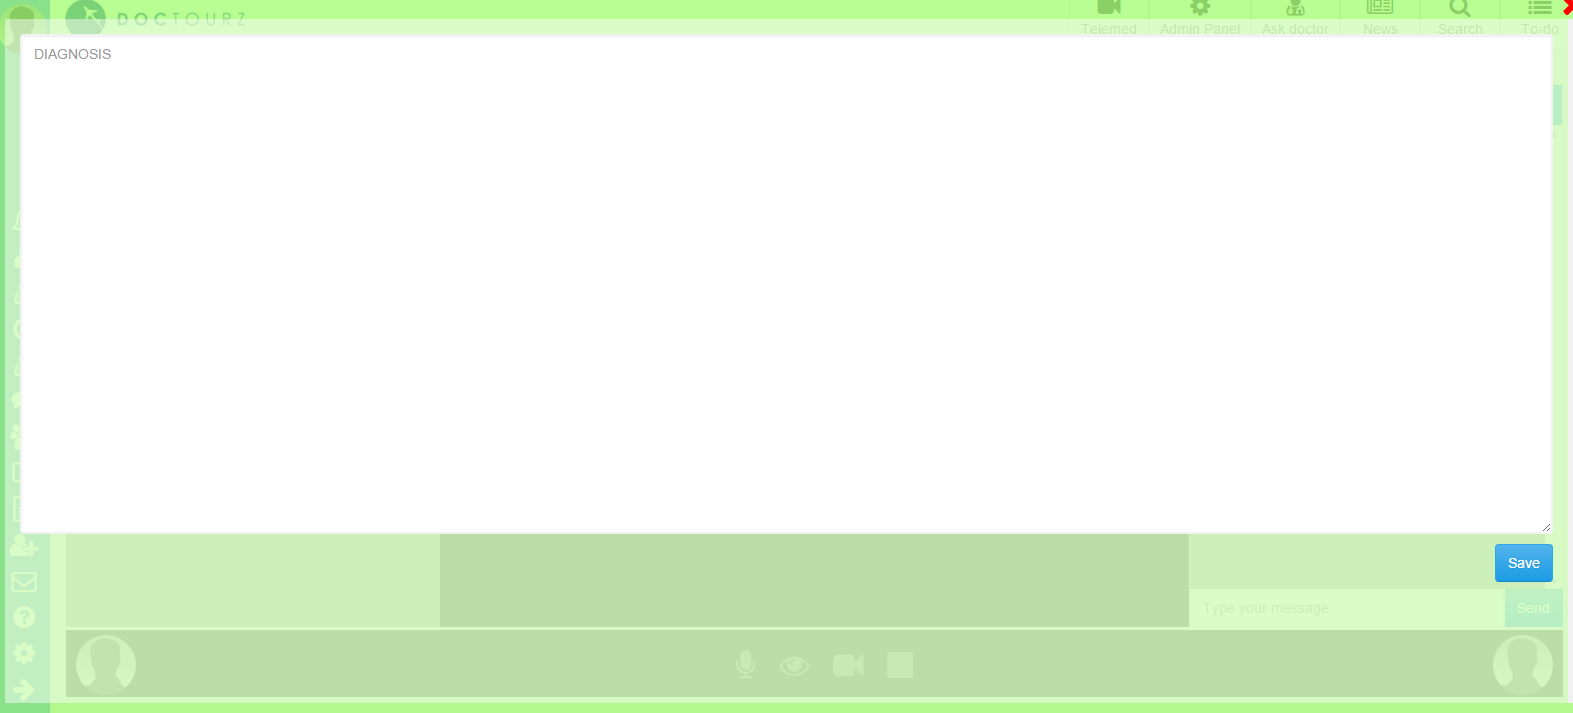 DOCTOURZ
Telemed Admin Panel Ask doctor News Search To-do
DIAGNOSIS
Save
Type your message.. Send